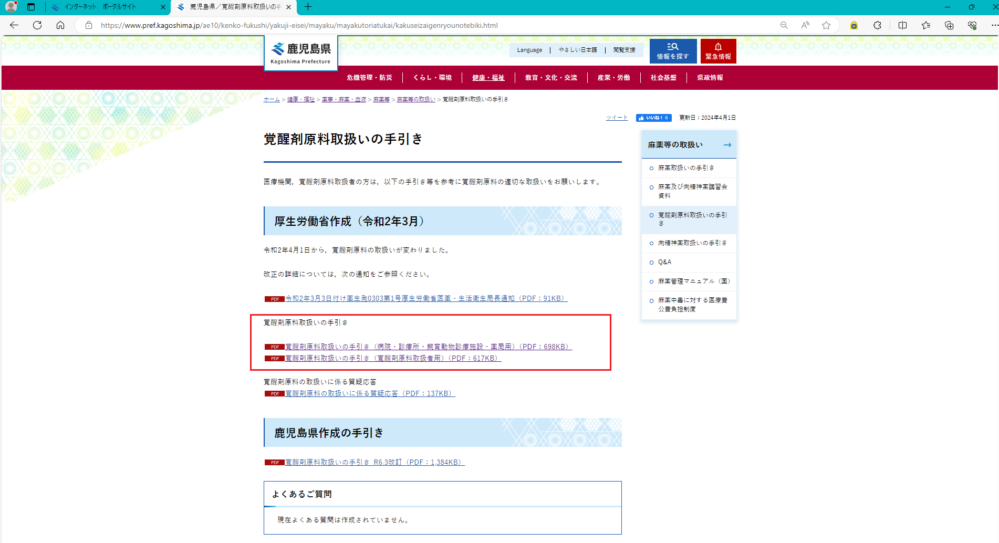 インターネット ポータルサイト
鹿児島県／覚醒剤原料取扱いの手
https://www.pref.kagoshima.jp/ae10/kenko-fukushi/yakuji-eisei/mayaku/mayakutoriatukai/kakuseizaigenryounotebiki.html
鹿児島県
Kagoshima Prefecture
Language
やさしい日本語
閲覧支援
情報を探す
緊急情報
危機管理・防災
くらし・環境
健康・福祉
教育・文化・交流
産業・労働
社会基盤
県政情報
ホーム > 健康・福祉 > 薬事・麻薬・血液 > 麻薬等 > 麻薬等の取扱い > 覚醒剤原料取扱いの手引き
ツイート
いいね！ 0
更新日：2024年4月1日
覚醒剤原料取扱いの手引き
医療機関，覚醒剤原料取扱者の方は，以下の手引き等を参考に覚醒剤原料の適切な取扱いをお願いします。
厚生労働省作成（令和2年3月）
令和2年4月1日から，覚醒剤原料の取扱いが変わりました。
改正の詳細については，次の通知をご参照ください。
PDF 令和2年3月3日付け薬生発0303第1号厚生労働省医薬・生活衛生局長通知（PDF：91KB）
覚醒剤原料取扱いの手引き
PDF 覚醒剤原料取扱いの手引き（病院・診療所・飼育動物診療施設・薬局用）（PDF：698KB）
PDF 覚醒剤原料取扱いの手引き（覚醒剤原料取扱者用）（PDF：617KB）
覚醒剤原料の取扱いに係る質疑応答
PDF 覚醒剤原料の取扱いに係る質疑応答（PDF：137KB）
鹿児島県作成の手引き
PDF 覚醒剤原料取扱いの手引き_R6.3改訂（PDF：1,384KB）
よくあるご質問
現在よくある質問は作成されていません。
麻薬等の取扱い
麻薬取扱いの手引き
麻薬及び向精神薬講習会
資料
覚醒剤原料取扱いの手引
き
向精神薬取扱いの手引き
Q&A
麻薬管理マニュアル（国）
麻薬中毒に対する医療費
公費負担制度